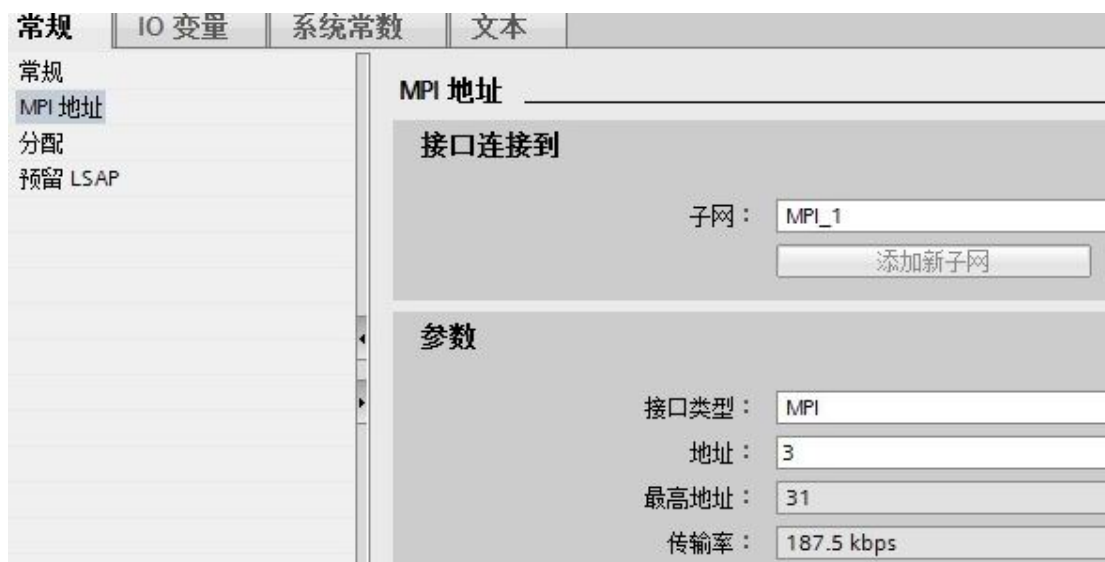 常规 IO 变量 系统常数 文本
常规
MPI 地址
分配
预留 LSAP
MPI 地址
接口连接到
子网： MPI_1
添加新子网
参数
接口类型： MPI
地址： 3
最高地址： 31
传输率： 187.5 kbps